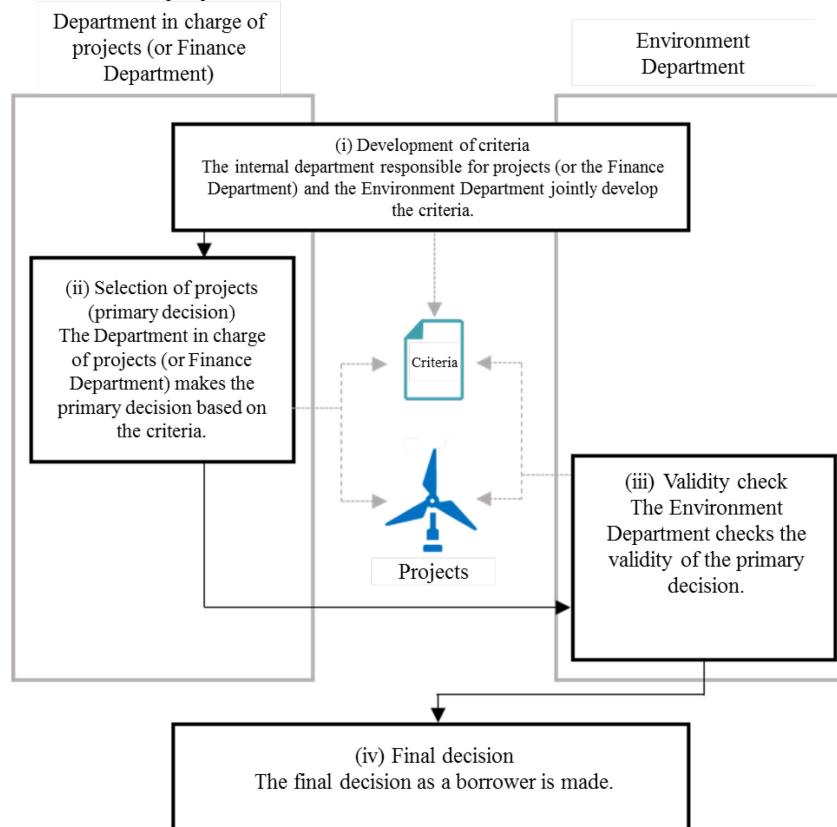 Department in charge of
projects (or Finance
Department)
Environment
Department
(i) Development of criteria
The internal department responsible for projects (or the Finance
Department) and the Environment Department jointly develop
the criteria.
(ii) Selection of projects
(primary decision)
The Department in charge
of projects (or Finance
Department) makes the
primary decision based on
the criteria.
Criteria
Projects
(iii) Validity check
The Environment
Department checks the
validity of the primary
decision.
(iv) Final decision
The final decision as a borrower is made.